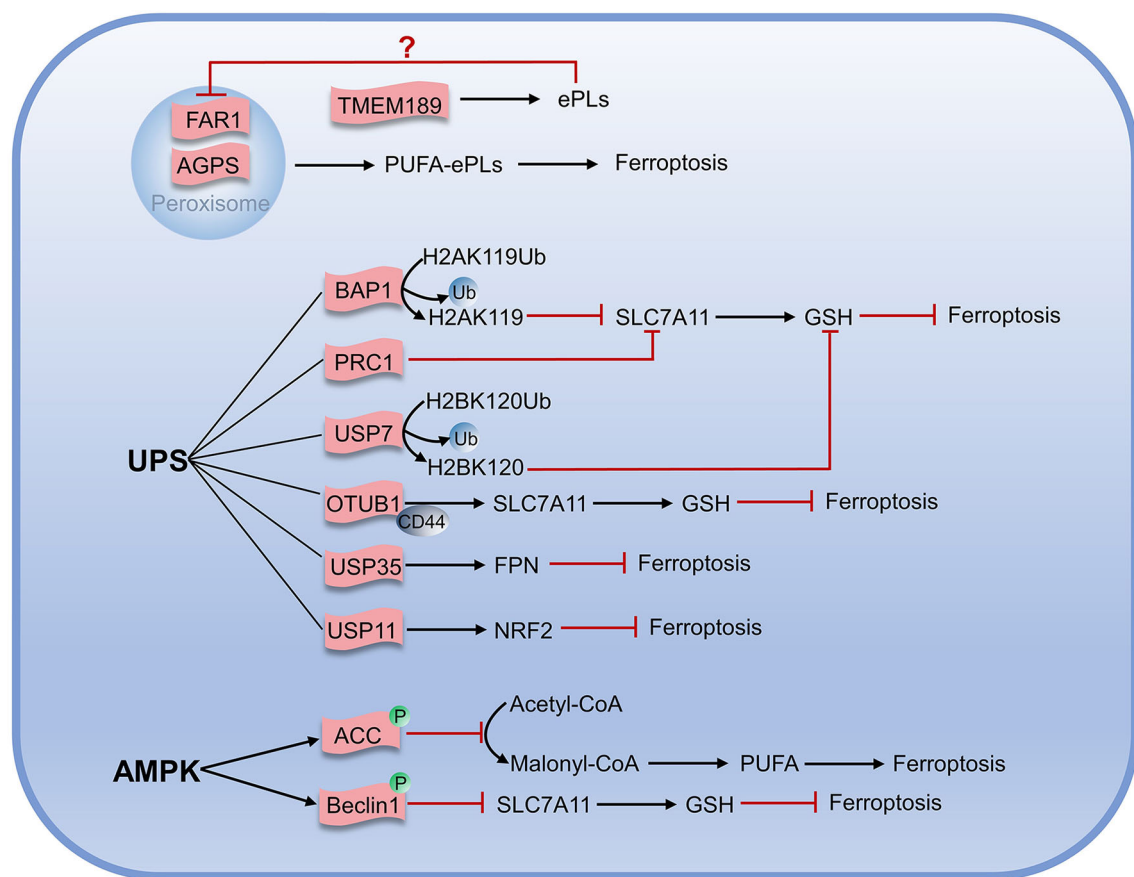 ?
FAR1
TMEM189
ePLs
AGPS
PUFA-ePLs
Ferroptosis
Peroxisome
H2AK119Ub
BAP1
Ub
H2AK119
SLC7A11
GSH
Ferroptosis
PRC1
H2BK120Ub
USP7
Ub
H2BK120
UPS
OTUB1
CD44
SLC7A11
GSH
Ferroptosis
USP35
FPN
Ferroptosis
USP11
NRF2
Ferroptosis
Acetyl-CoA
P
ACC
AMPK
Malonyl-CoA
PUFA
Ferroptosis
P
Beclin1
SLC7A11
GSH
Ferroptosis